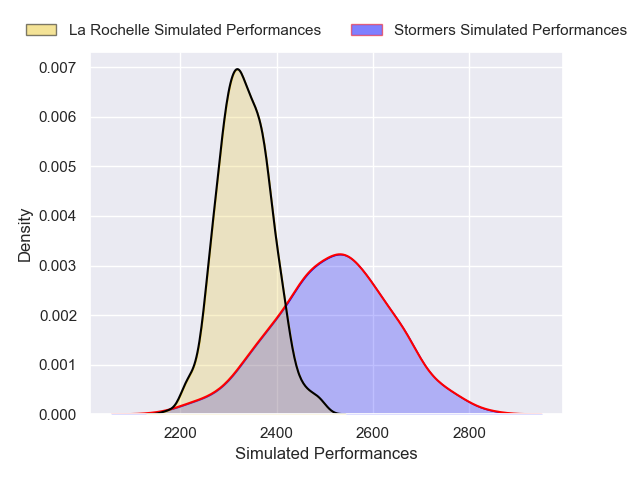 La Rochelle Simulated Performances Stormers Simulated Performances
0.007
0.006
0.005
0.004
0.003
0.002
0.001
0.000
Density
2200 2400 2600 2800
Simulated Performances